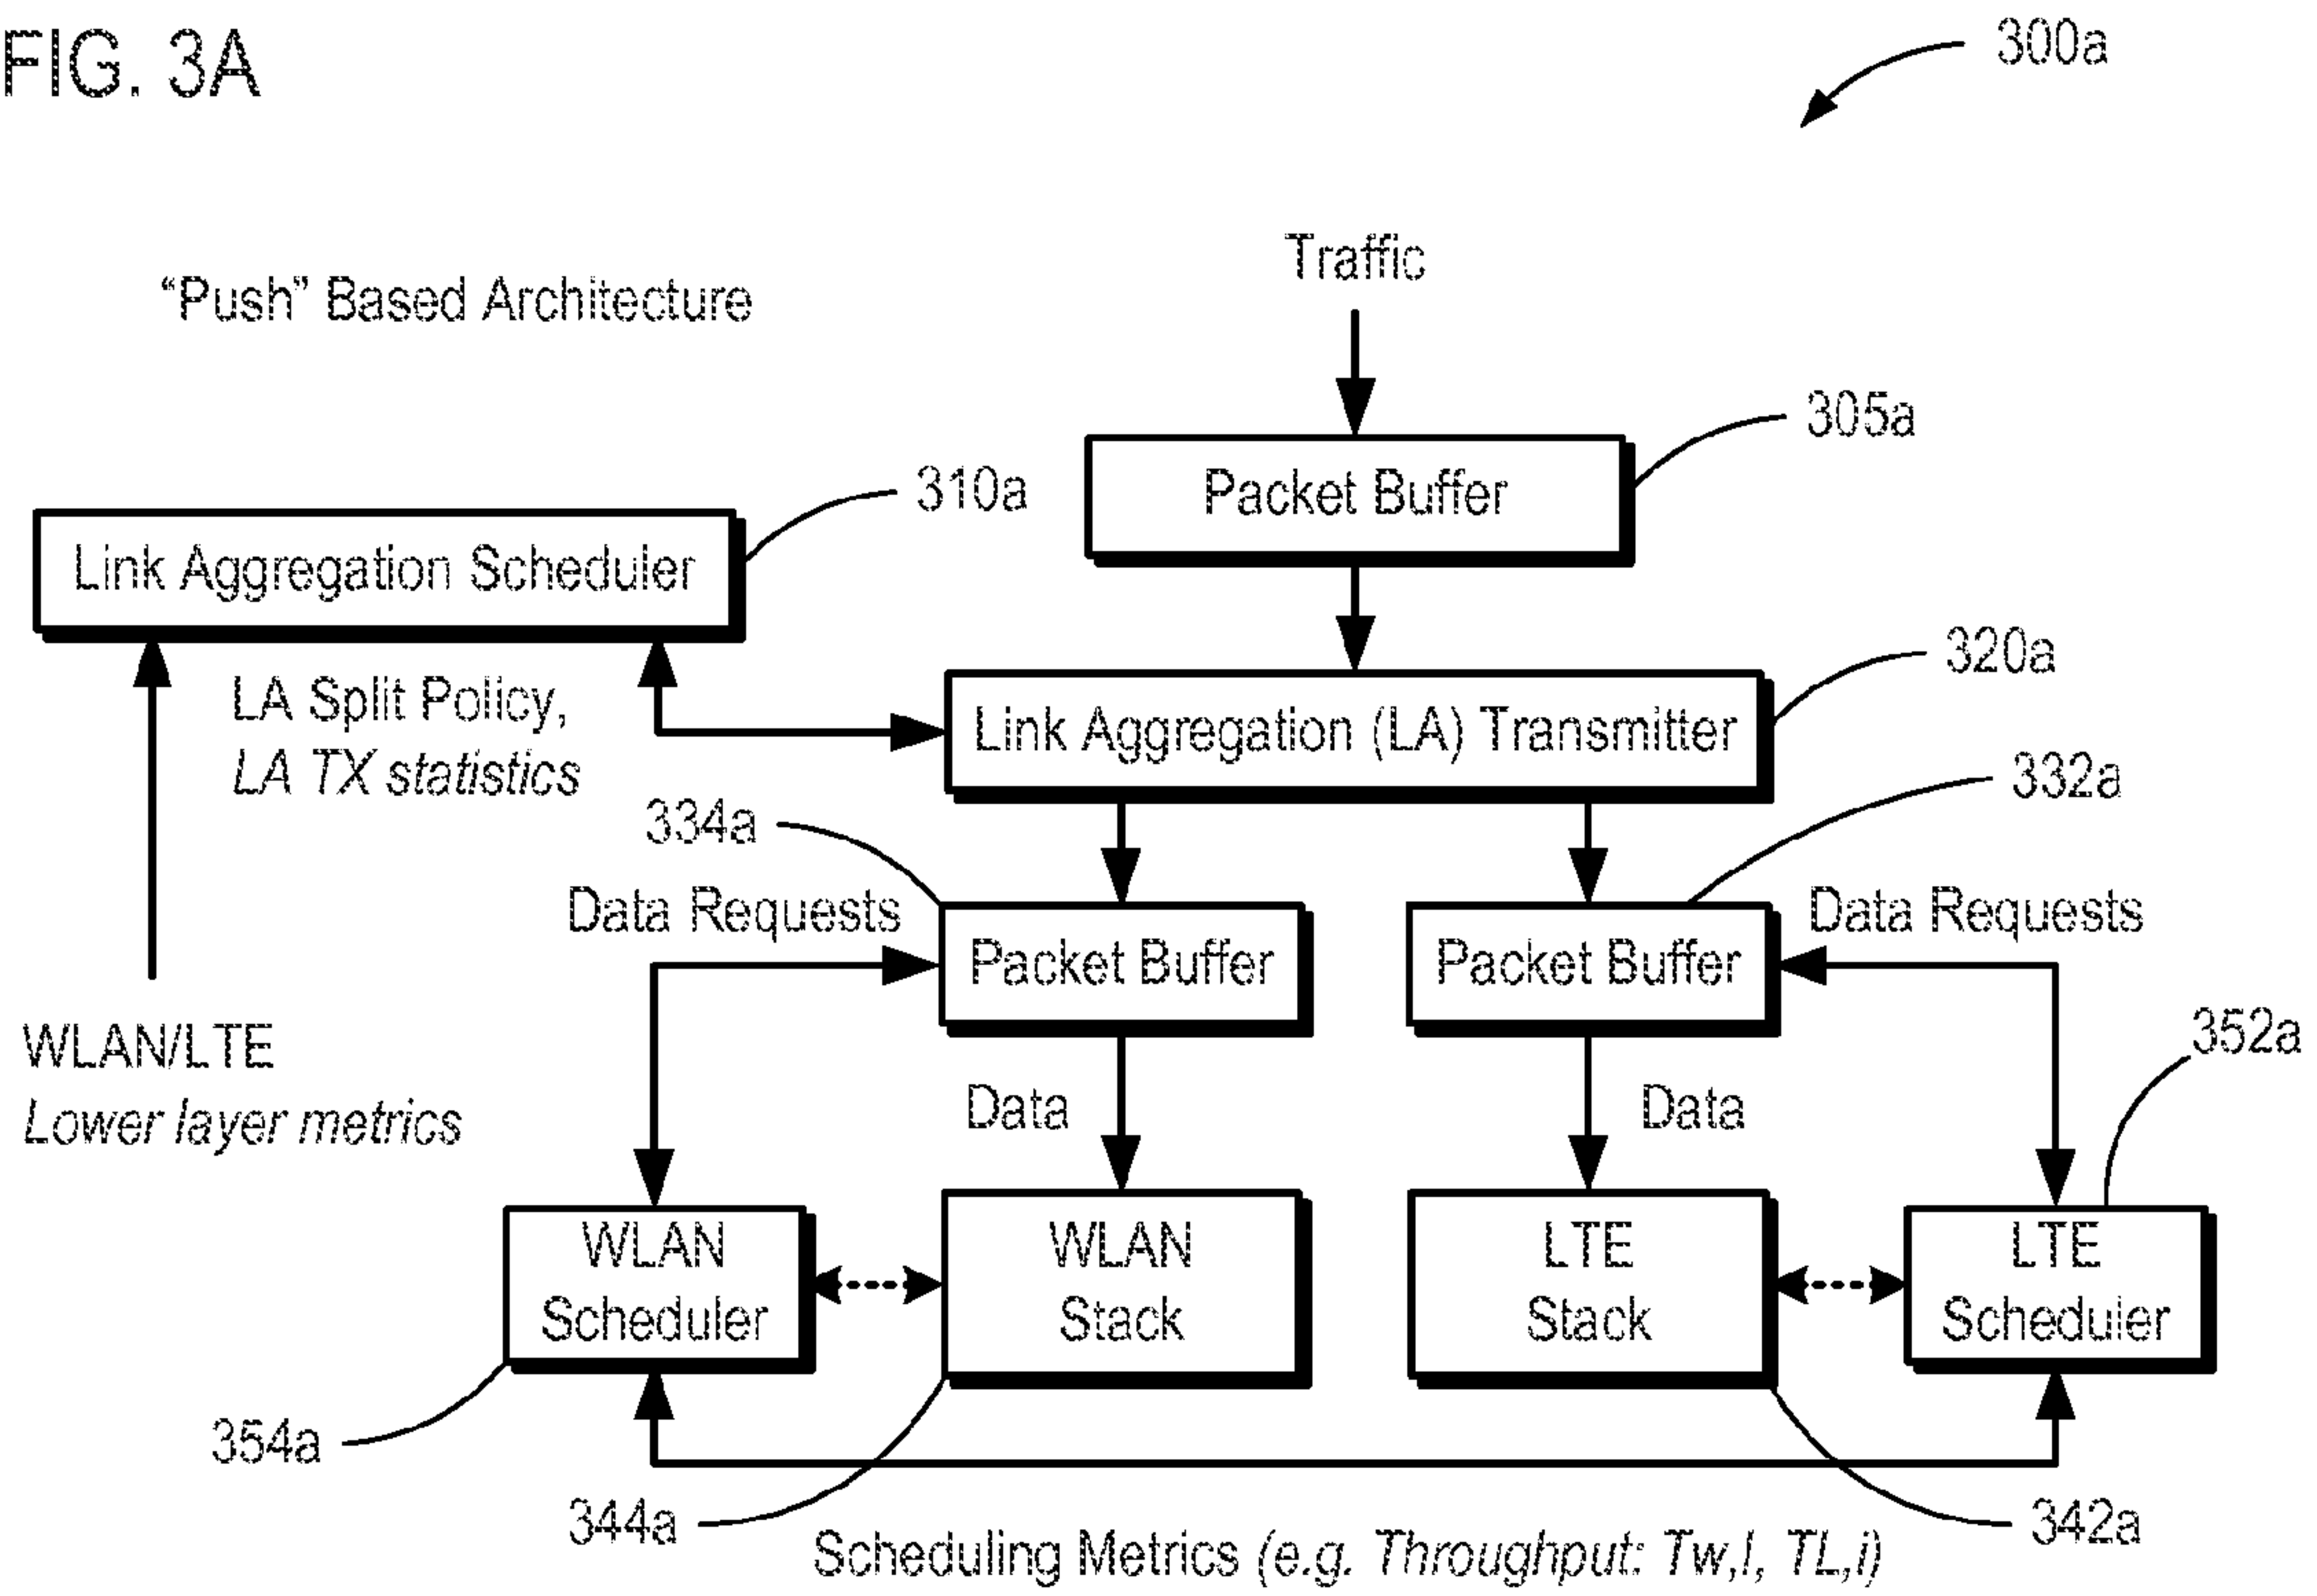 FIG. 3A
300a
"Push" Based Architecture
Traffic
305a
Packet Buffer
310a
Link Aggregation Scheduler
320a
LA Split Policy,
LA TX statistics
Link Aggregation (LA) Transmitter
332a
334a
Data Requests
Data Requests
Packet Buffer
Packet Buffer
352a
WLAN/LTE
Lower layer metrics
Data
Data
WLAN
Scheduler
WLAN
Stack
LTE
Stack
LTE
Scheduler
354a
344a
342a
Scheduling Metrics (e.g. Throughput: Tw,l, TL,i)